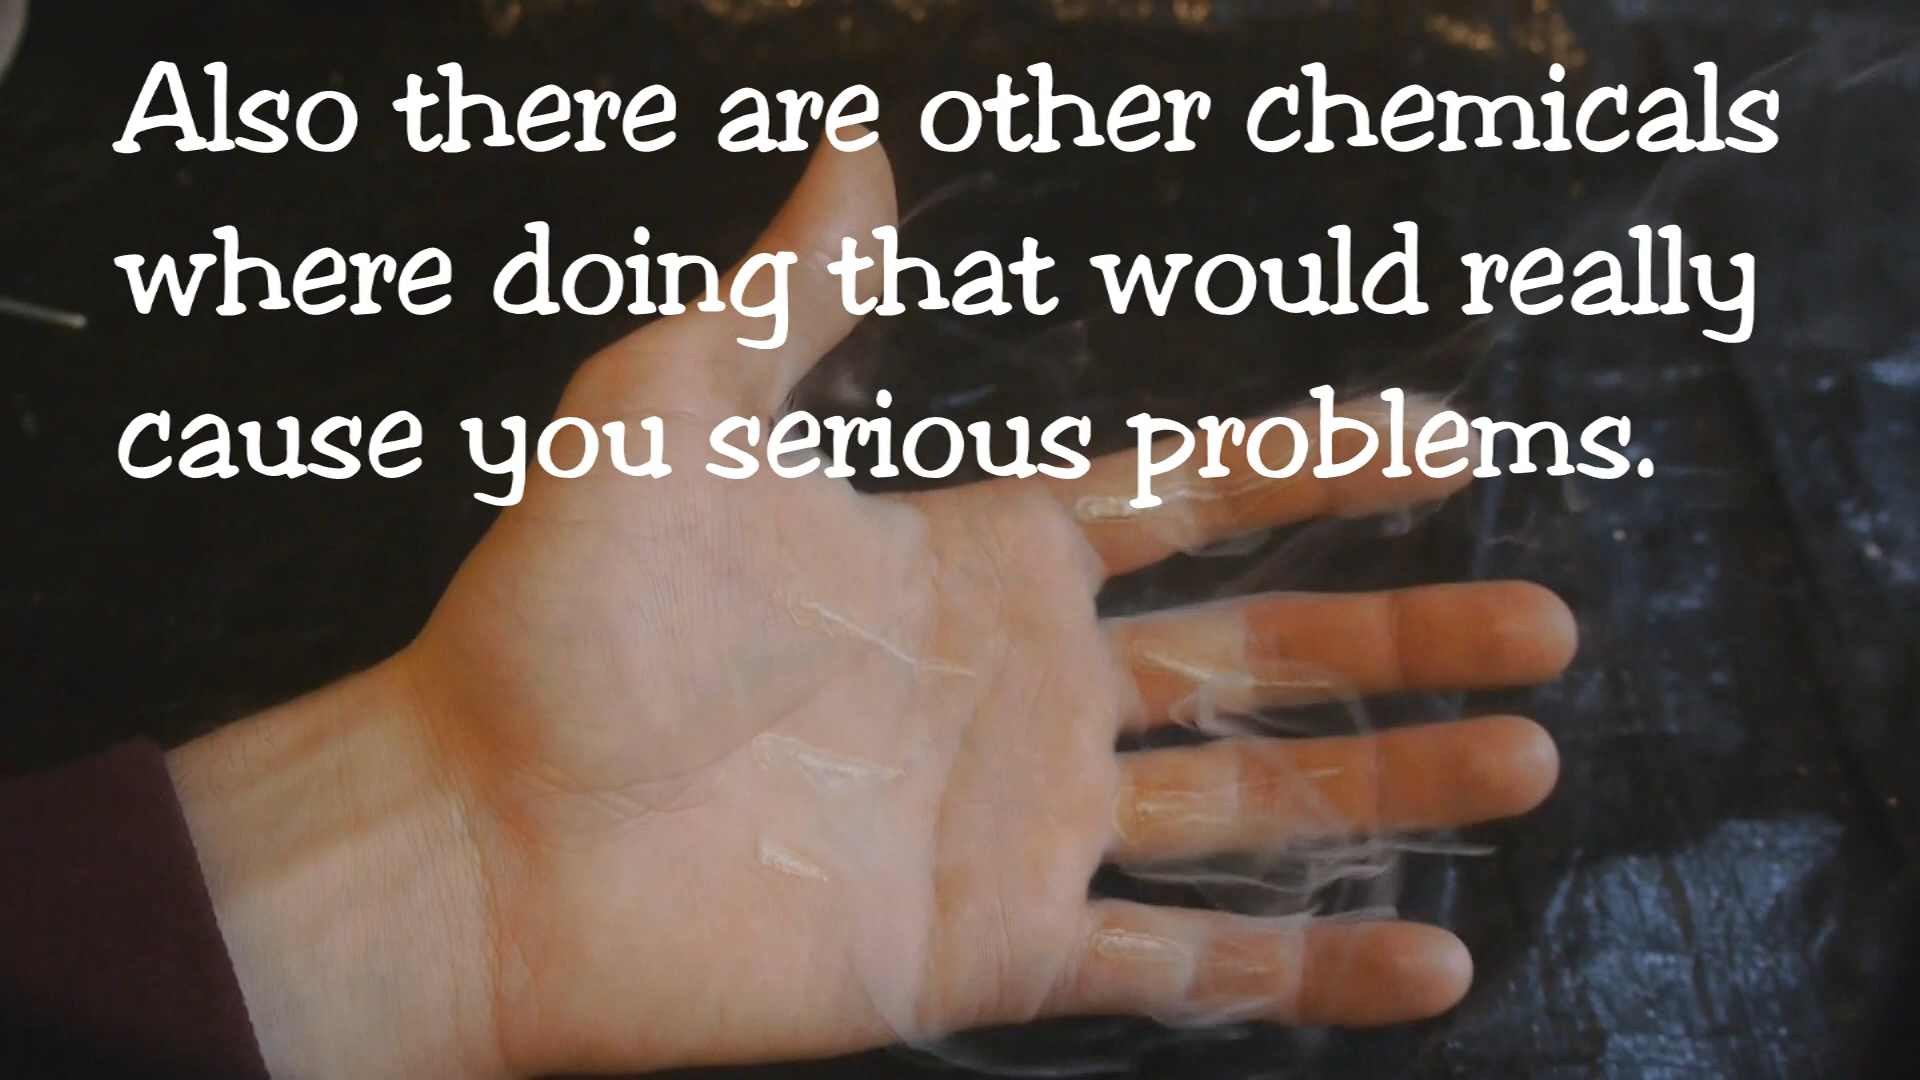 Also there are other chemicals
where doing that would really
cause you serious problems.